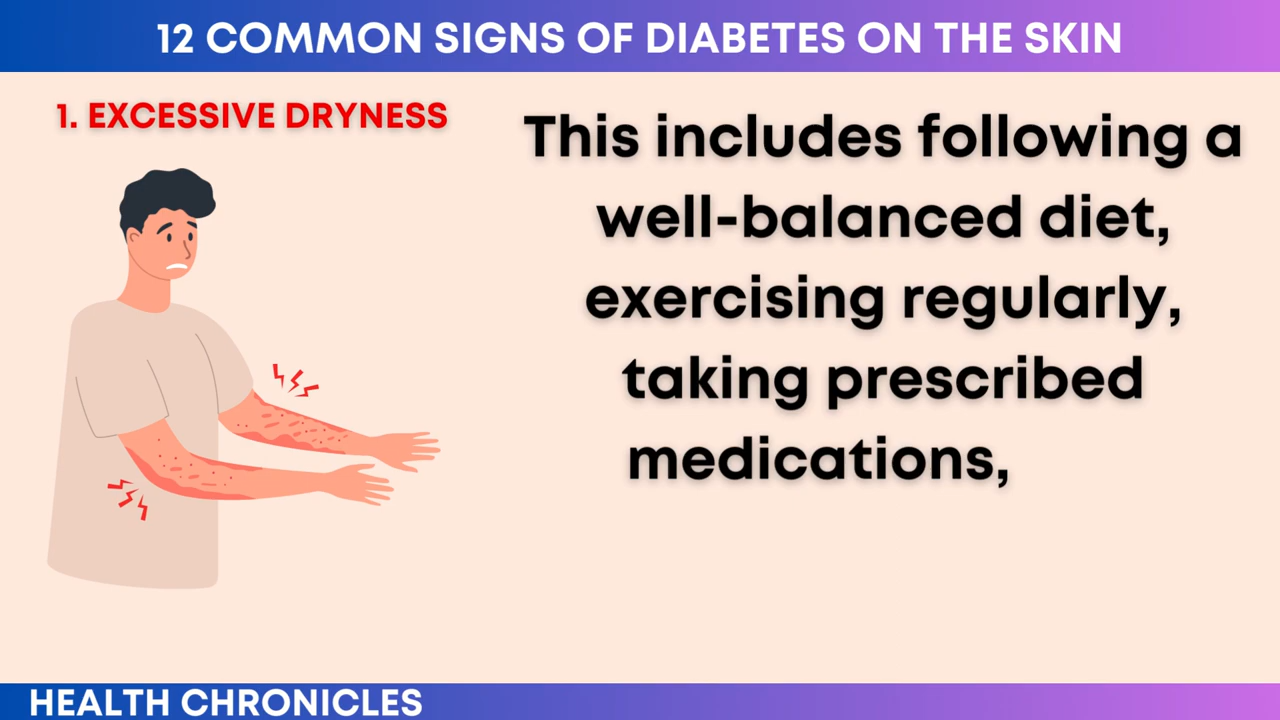 12 COMMON SIGNS OF DIABETES ON THE SKIN
1. EXCESSIVE DRYNESS
This includes following a
well-balanced diet,
exercising regularly,
taking prescribed
medications,
HEALTH CHRONICLES